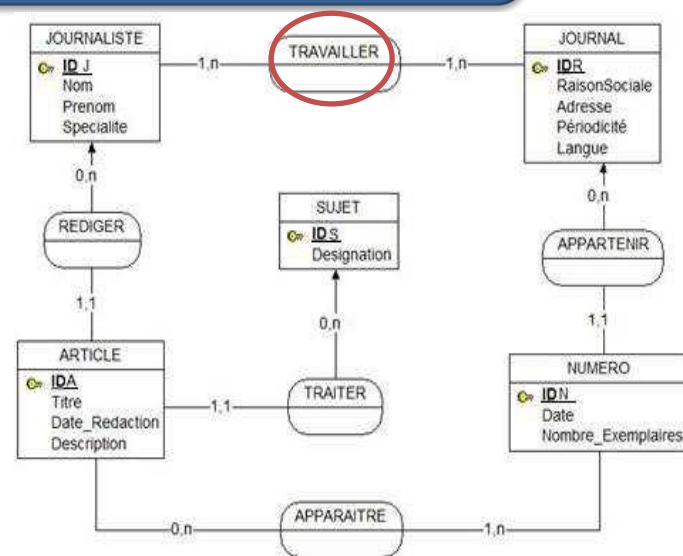 JOURNALISTE
ID J
Nom
Prenom
Specialite
1,n
TRAVAILLER
1,n
JOURNAL
IDR
RaisonSociale
Adresse
Périodicité
Langue
0,n
REDIGER
1,1
SUJET
ID S
Designation
0,n
0,n
APPARTENIR
1,1
ARTICLE
IDA
Titre
Date_Redaction
Description
1,1
TRAITER
NUMERO
ID N
Date
Nombre_Exemplaires
0,n
APPARAITRE
1,n